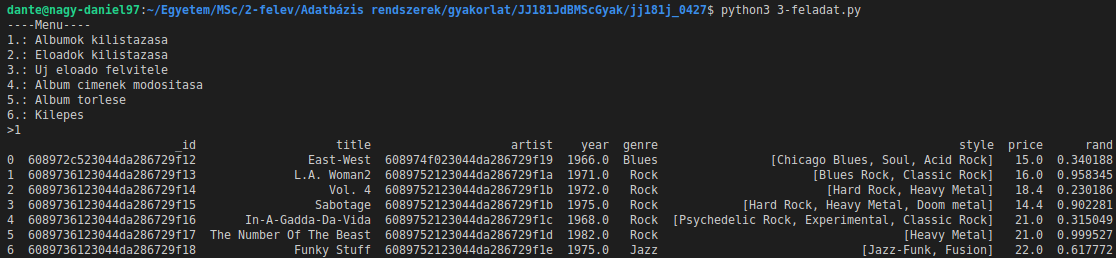 dante@nagy-daniel97:~/Egyetem/MSc/2-felev/Adatbázis rendszerek/gyakorlat/JJ181JdBMScGyak/jj181j_0427$ python3 3-feladat.py
----Menu----
1.: Albumok kilistazasa
2.: Eloadok kilistazasa
3.: Uj eloado felvitele
4.: Album cimenek modositasa
5.: Album torlese
6.: Kilepes
>1
_id title artist year genre style price rand
0 608972c523044da286729f12 East-West 608974f023044da286729f19 1966.0 Blues [Chicago Blues, Soul, Acid Rock] 15.0 0.340188
1 6089736123044da286729f13 L.A. Woman2 6089752123044da286729f1a 1971.0 Rock [Blues Rock, Classic Rock] 16.0 0.958345
2 6089736123044da286729f14 Vol. 4 6089752123044da286729f1b 1972.0 Rock [Hard Rock, Heavy Metal] 18.4 0.230186
3 6089736123044da286729f15 Sabotage 6089752123044da286729f1b 1975.0 Rock [Hard Rock, Heavy Metal, Doom metal] 14.4 0.902281
4 6089736123044da286729f16 In-A-Gadda-Da-Vida 6089752123044da286729f1c 1968.0 Rock [Psychedelic Rock, Experimental, Classic Rock] 21.0 0.315049
5 6089736123044da286729f17 The Number Of The Beast 6089752123044da286729f1d 1982.0 Rock [Heavy Metal] 21.0 0.999527
6 6089736123044da286729f18 Funky Stuff 6089752123044da286729f1e 1975.0 Jazz [Jazz-Funk, Fusion] 22.0 0.617772